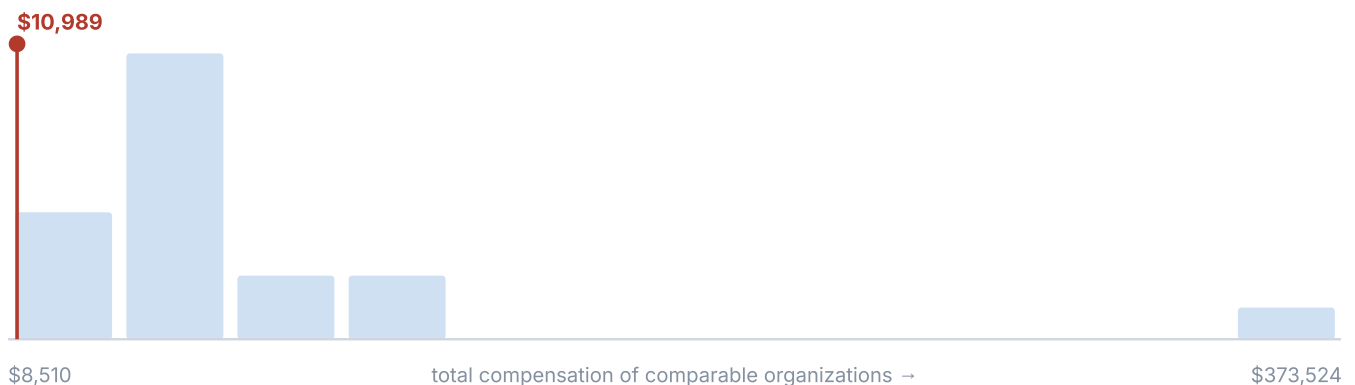 $10,989
$8,510
total compensation of comparable organizations →
$373,524